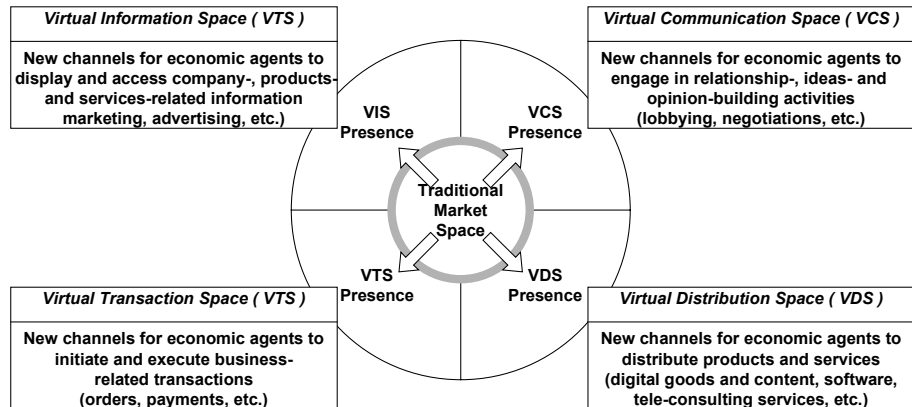 Virtual Information Space ( VTS )
New channels for economic agents to
display and access company-, products-
and services-related information
marketing, advertising, etc.)
Virtual Communication Space ( VCS )
New channels for economic agents to
engage in relationship-, ideas- and
opinion-building activities
(lobbying, negotiations, etc.)
VIS
Presence
VCS
Presence
Traditional
Market
Space
VTS
Presence
VDS
Presence
Virtual Transaction Space ( VTS )
New channels for economic agents to
initiate and execute business-
related transactions
(orders, payments, etc.)
Virtual Distribution Space ( VDS )
New channels for economic agents to
distribute products and services
(digital goods and content, software,
tele-consulting services, etc.)